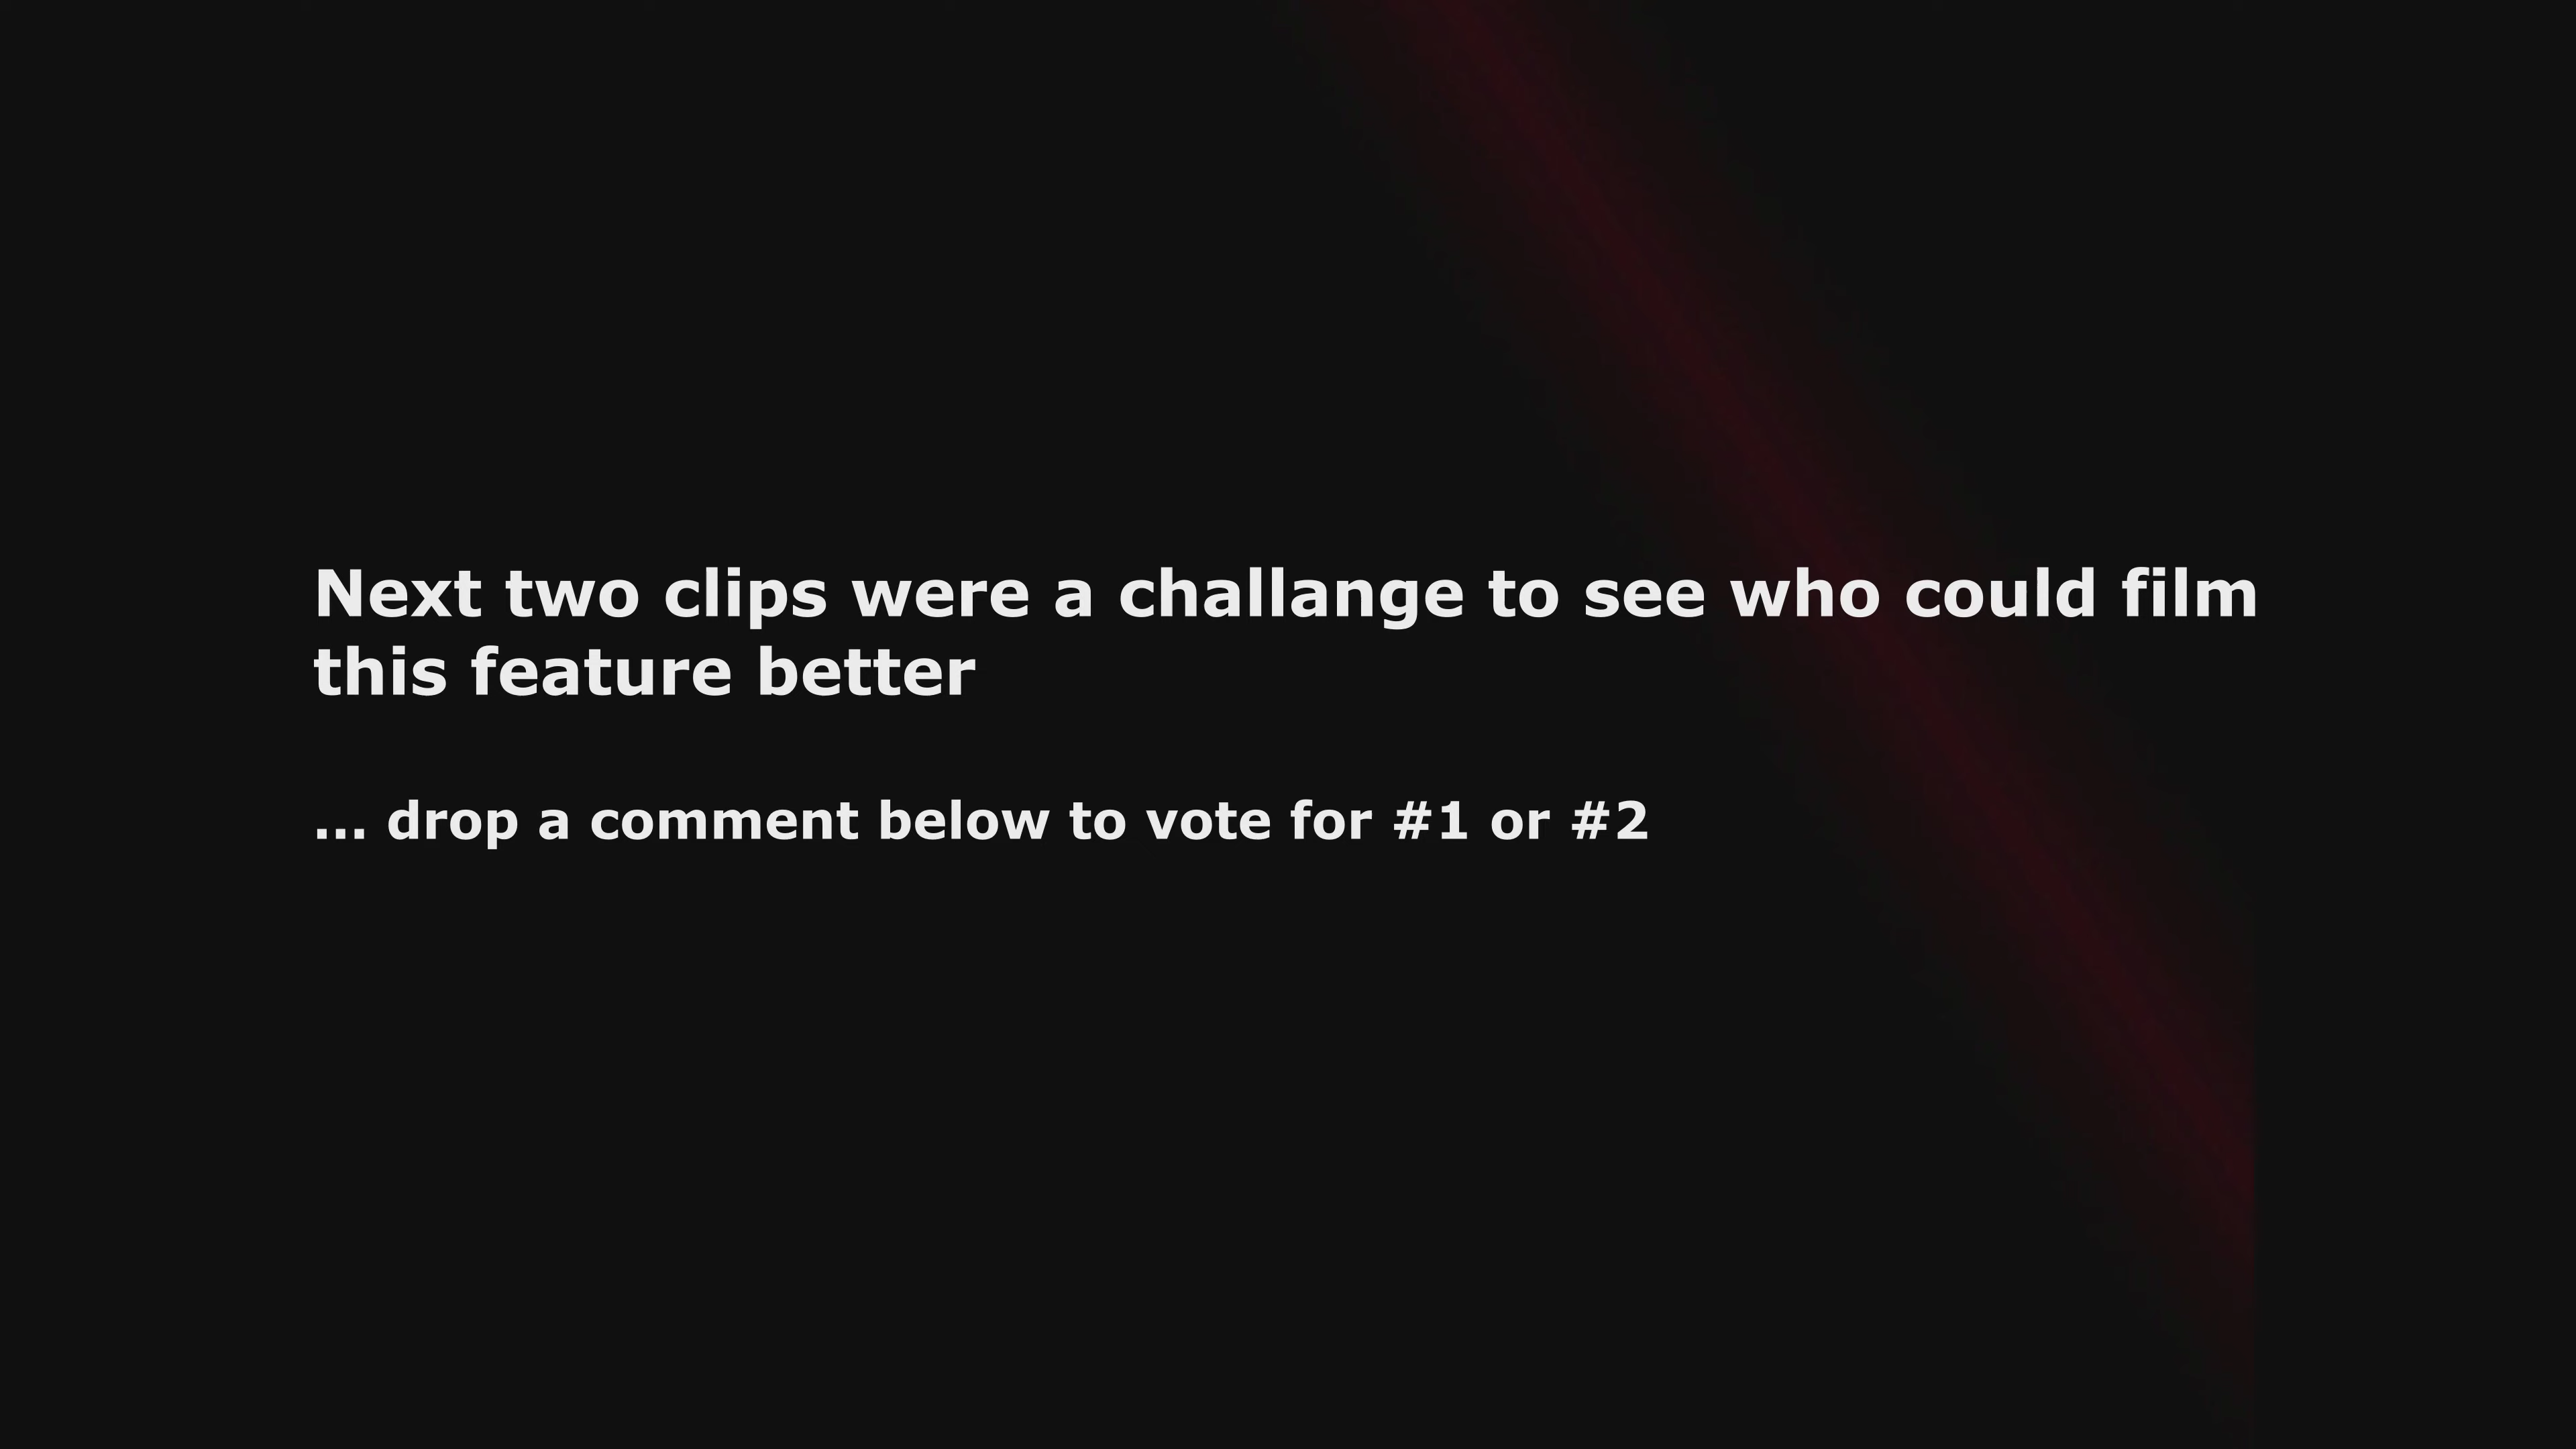 Next two clips were a challange to see who could film
this feature better
... drop a comment below to vote for #1 or #2